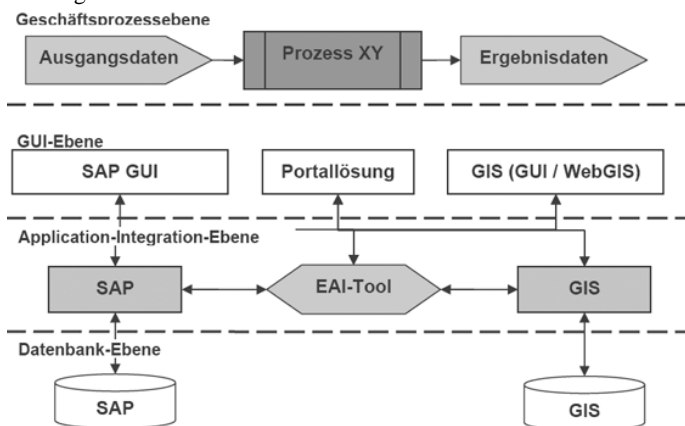 Geschäftsprozessebene
Ausgangsdaten
Prozess XY
Ergebnisdaten
GUI-Ebene
SAP GUI
Portallösung
GIS (GUI / WebGIS)
Application-Integration-Ebene
SAP
EAI-Tool
GIS
Datenbank-Ebene
SAP
GIS